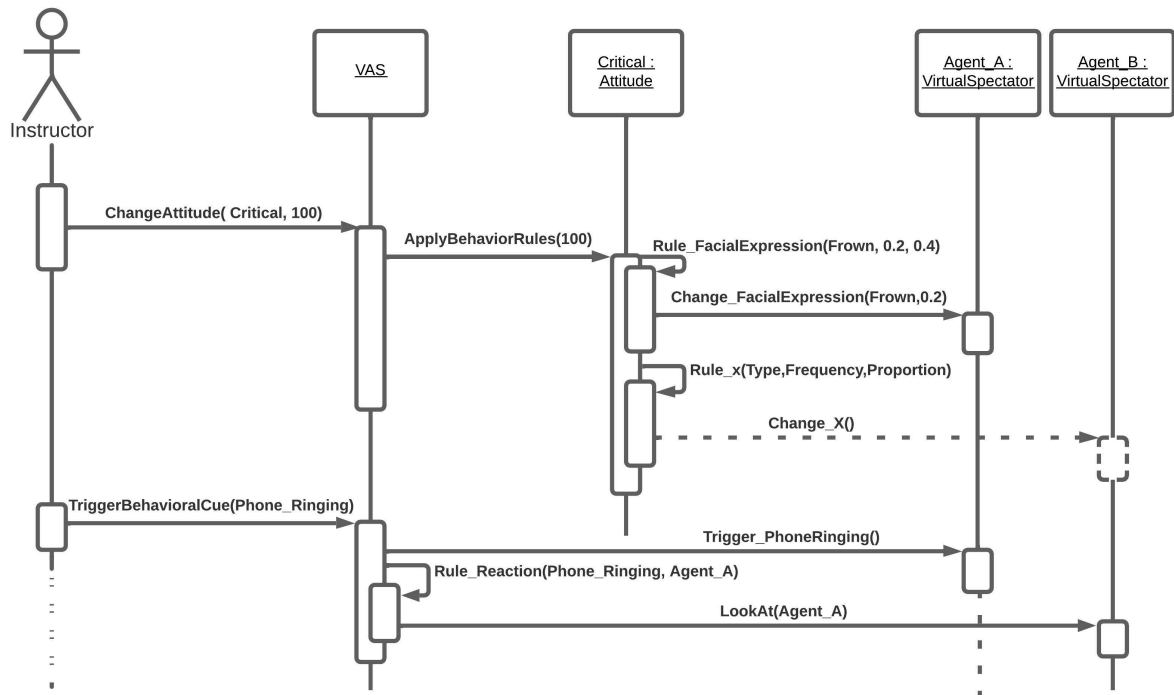 VAS
Critical :
Attitude
Agent_A :
VirtualSpectator
Agent_B :
VirtualSpectator
Instructor
ChangeAttitude( Critical, 100)
ApplyBehaviorRules(100)
Rule_FacialExpression(Frown, 0.2, 0.4)
Change_FacialExpression(Frown,0.2)
Rule_x(Type,Frequency,Proportion)
Change_X()
TriggerBehavioralCue(Phone_Ringing)
Trigger_PhoneRinging()
Rule_Reaction(Phone_Ringing, Agent_A)
LookAt(Agent_A)